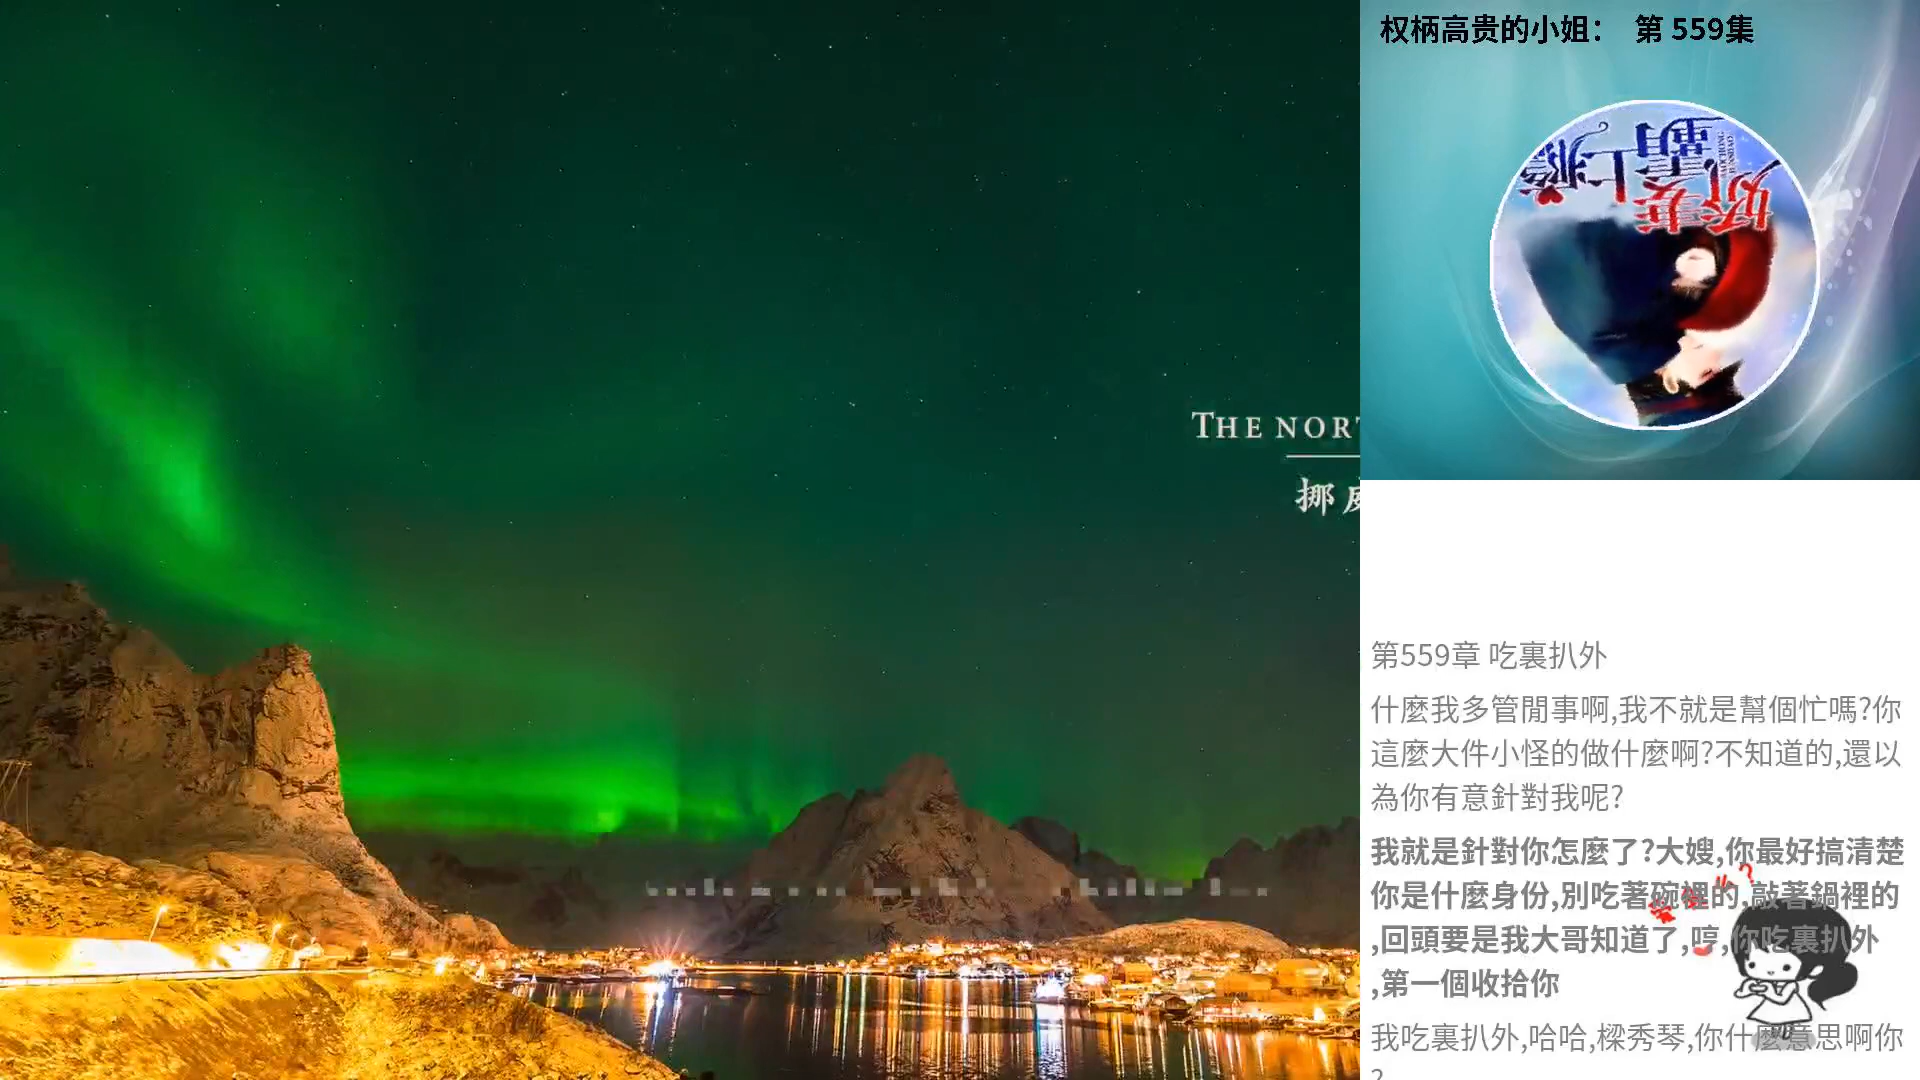 THE NORT
挪威
权柄高贵的小姐： 第 559集
第559章 吃裏扒外
什麼我多管閒事啊,我不就是幫個忙嗎?你
這麼大件小怪的做什麼啊?不知道的,還以
為你有意針對我呢?
我就是針對你怎麼了?大嫂,你最好搞清楚
你是什麼身份,別吃著碗裡的,敲著鍋裡的
,回頭要是我大哥知道了,哼,你吃裏扒外
,第一個收拾你
我吃裏扒外,哈哈,樑秀琴,你什麼意思啊你
?